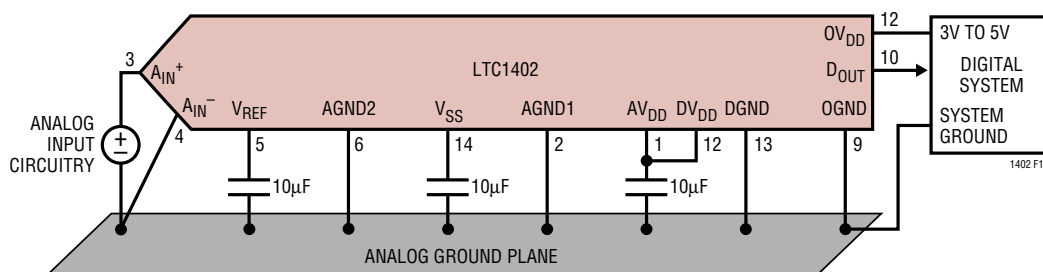 12
OV_DD
3V TO 5V
3
A_IN^+
LTC1402
D_OUT
10
DIGITAL
SYSTEM
A_IN^−
V_REF
AGND2
V_SS
AGND1
AV_DD
DV_DD
DGND
OGND
SYSTEM
GROUND
4
5
6
14
2
1
12
13
9
ANALOG
INPUT
CIRCUITRY
+
−
1402 F1
10µF
10µF
10µF
ANALOG GROUND PLANE